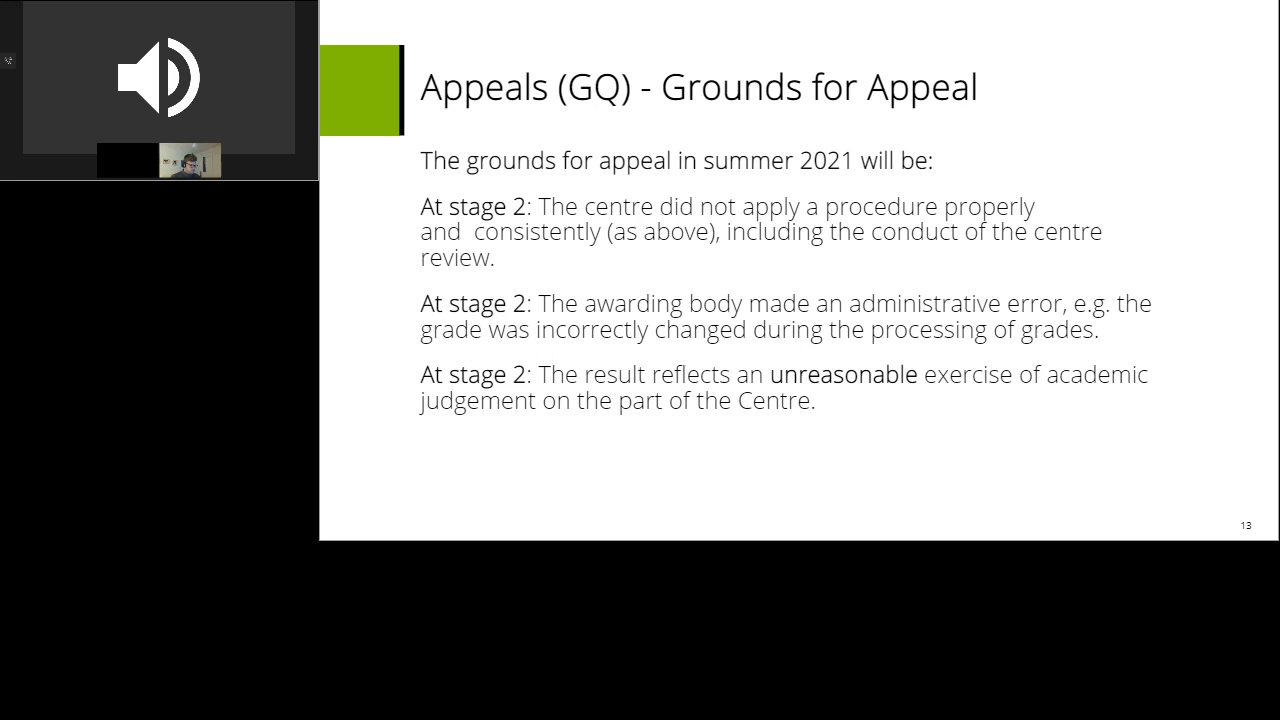 Appeals (GQ) - Grounds for Appeal
The grounds for appeal in summer 2021 will be:
At stage 2: The centre did not apply a procedure properly
and  consistently (as above), including the conduct of the centre
review.
At stage 2: The awarding body made an administrative error, e.g. the
grade was incorrectly changed during the processing of grades.
At stage 2: The result reflects an unreasonable exercise of academic
judgement on the part of the Centre.
13